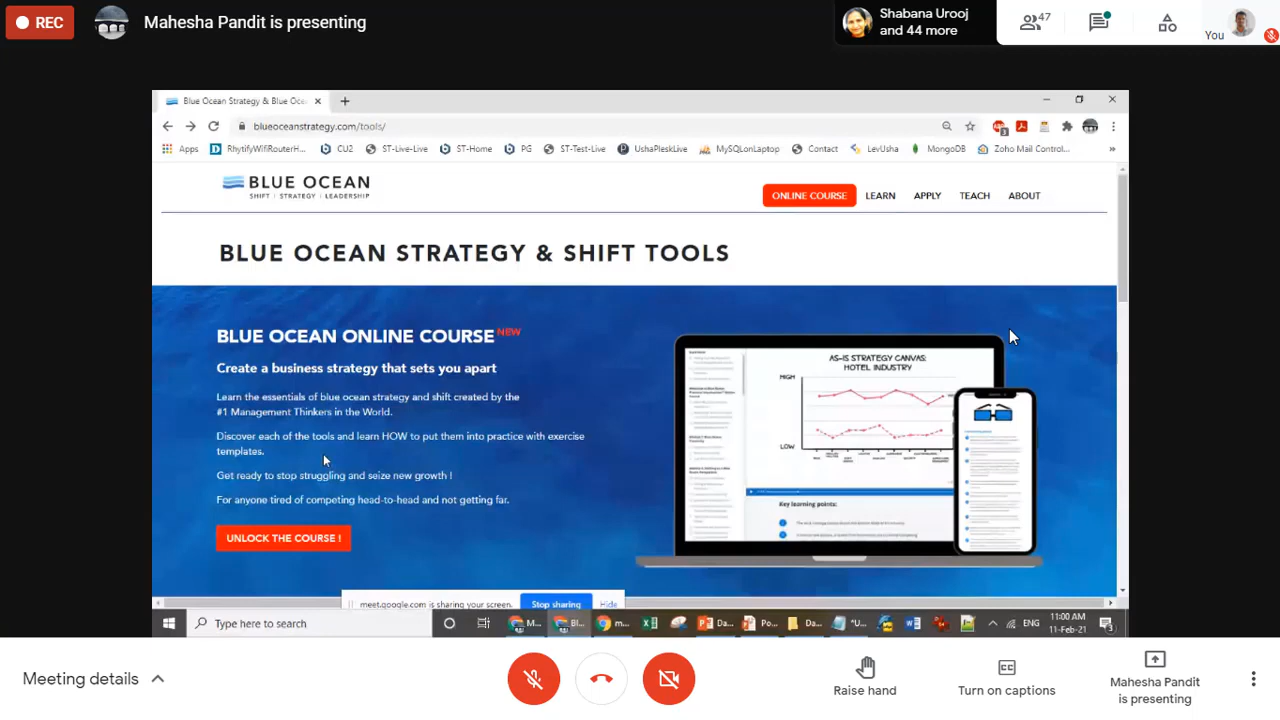 REC
Mahesha Pandit is presenting
Shabana Urooj
and 44 more
47
You
Blue Ocean Strategy & Blue Oce
blueoceanstrategy.com/tools/
Apps RhytifyWifiRouterH... CU2 ST-Live-Live ST-Home PG ST-Test-Live UshaPleskLive MySQLonLaptop Contact LevUsha MongoDB Zoho Mail Control... »
BLUE OCEAN
SHIFT | STRATEGY | LEADERSHIP
ONLINE COURSE LEARN APPLY TEACH ABOUT
BLUE OCEAN STRATEGY & SHIFT TOOLS
BLUE OCEAN ONLINE COURSE NEW
Create a business strategy that sets you apart
Learn the essentials of blue ocean strategy and shift created by the
#1 Management Thinkers in the World.
Discover each of the tools and learn HOW to put them into practice with exercise
templates.
Get ready to stop struggling and seize new growth !
For anyone tired of competing head-to-head and not getting far.
UNLOCK THE COURSE !
AS-IS STRATEGY CANVAS:
HOTEL INDUSTRY
HIGH
LOW
Key learning points:
meet.google.com is sharing your screen. Stop sharing Hide
Type here to search
M... Bl... m... Da... Po... Da... *U...
ENG
11:00 AM
11-Feb-21
3
Meeting details
Raise hand
Turn on captions
Mahesha Pandit
is presenting